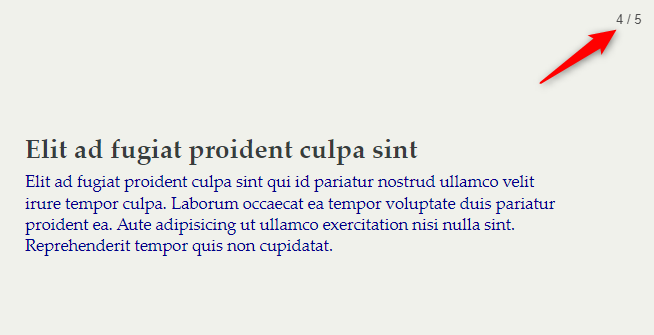 4 / 5
Elit ad fugiat proident culpa sint
Elit ad fugiat proident culpa sint qui id pariatur nostrud ullamco velit
irure tempor culpa. Laborum occaecat ea tempor voluptate duis pariatur
proident ea. Aute adipisicing ut ullamco exercitation nisi nulla sint.
Reprehenderit tempor quis non cupidatat.